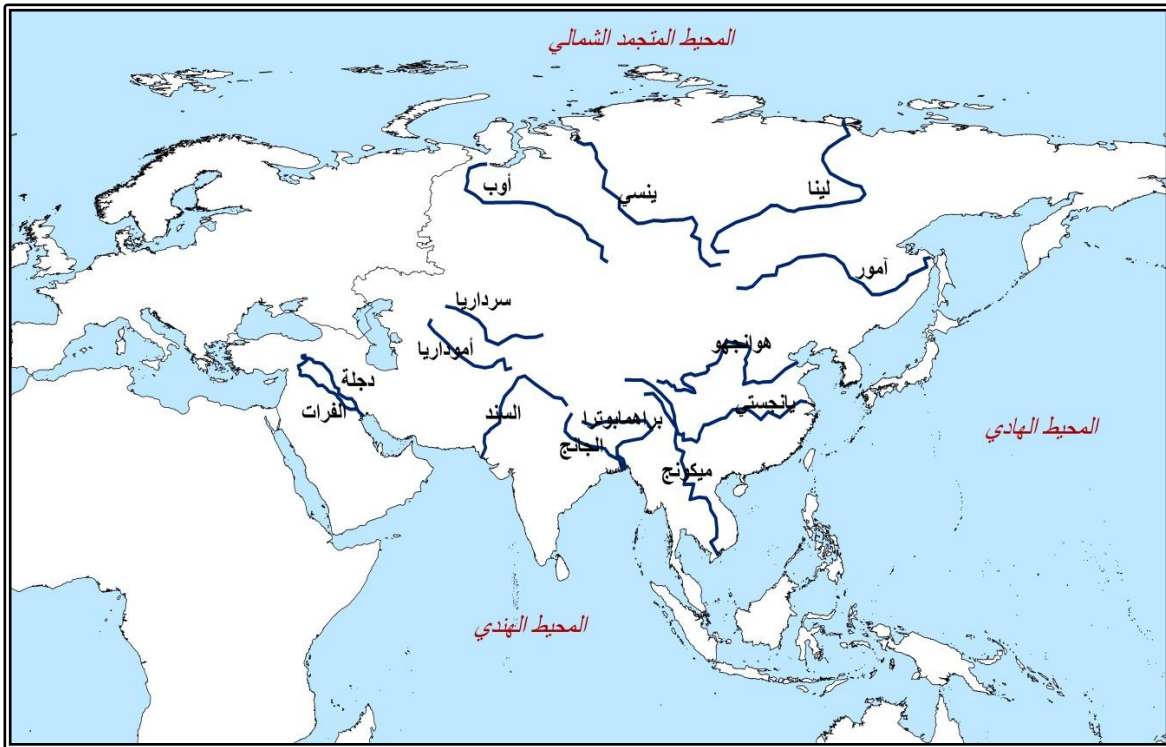 المحيط المتجمد الشمالي
أوب
ينسي
لينا
آمور
سرداريا
أموداريا
هوانجهو
دجلة
الفرات
السند
براهمابوترا
يانجستي
الجانج
ميكونج
المحيط الهادي
المحيط الهندي